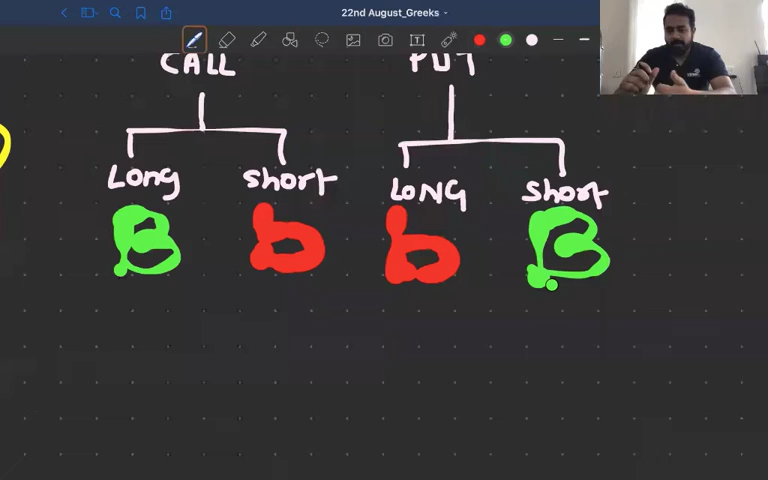 22nd August_Greeks
CALL PUT
Long short LONG short
B b b B